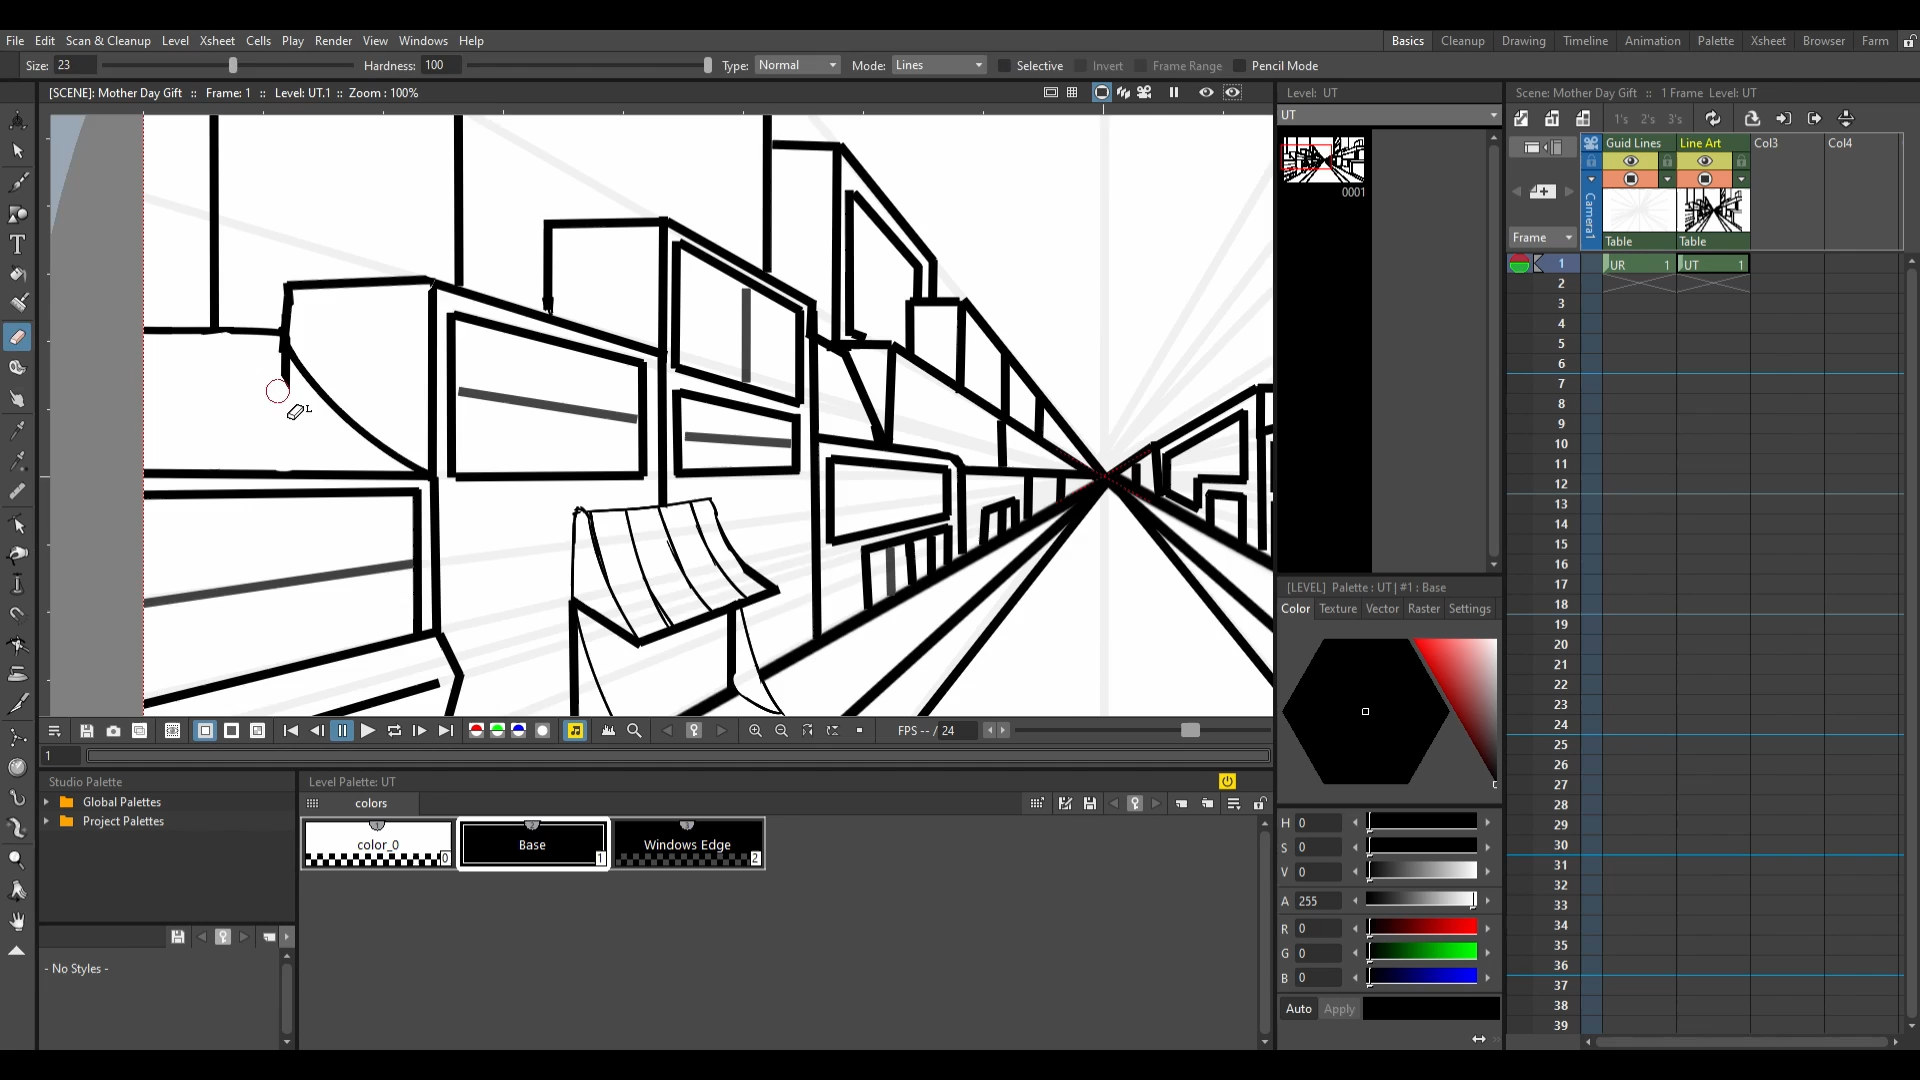 File Edit Scan & Cleanup Level Xsheet Cells Play Render View Windows Help
Basics Cleanup Drawing Timeline Animation Palette Xsheet Browser Farm
Size: 23 Hardness: 100 Type: Normal Mode: Lines Selective Invert Frame Range Pencil Mode
[SCENE]: Mother Day Gift :: Frame: 1 :: Level: UT.1 :: Zoom : 100%
Level: UT
Scene: Mother Day Gift :: 1 Frame Level: UT
UT
1's 2's 3's
Guid Lines Line Art Col3 Col4
0001
Camera1
Frame
Table Table
1 UR 1 UT 1
2
3
4
5
6
7
8
9
10
11
12
13
14
15
16
17
18
19
20
21
22
23
24
25
26
27
28
29
30
31
32
33
34
35
36
37
38
39
L
[LEVEL] Palette : UT | #1 : Base
Color Texture Vector Raster Settings
FPS -- / 24
1
Studio Palette
Global Palettes
Project Palettes
- No Styles -
Level Palette: UT
colors
color_0 0
Base 1
Windows Edge 2
H 0
S 0
V 0
A 255
R 0
G 0
B 0
Auto Apply